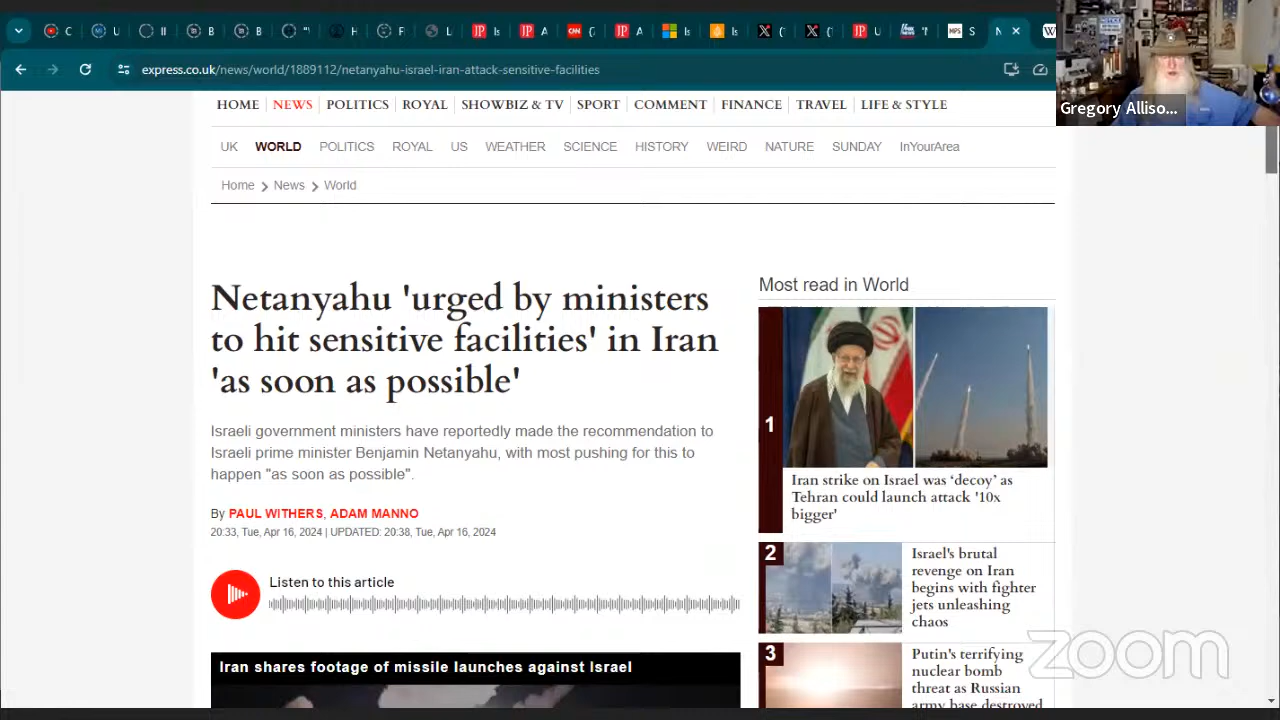 C
U
II
B
B
"
H
F
L
Is
A
(
A
Is
Is
(
(
U
"
S
N
express.co.uk/news/world/1889112/netanyahu-israel-iran-attack-sensitive-facilities
Gregory Alliso...
HOME NEWS POLITICS ROYAL SHOWBIZ & TV SPORT COMMENT FINANCE TRAVEL LIFE & STYLE
UK WORLD POLITICS ROYAL US WEATHER SCIENCE HISTORY WEIRD NATURE SUNDAY InYourArea
Home News World
Netanyahu 'urged by ministers
to hit sensitive facilities' in Iran
'as soon as possible'
Israeli government ministers have reportedly made the recommendation to
Israeli prime minister Benjamin Netanyahu, with most pushing for this to
happen "as soon as possible".
By PAUL WITHERS, ADAM MANNO
20:33, Tue, Apr 16, 2024 | UPDATED: 20:38, Tue, Apr 16, 2024
Listen to this article
Iran shares footage of missile launches against Israel
Most read in World
1
Iran strike on Israel was ‘decoy’ as
Tehran could launch attack '10x
bigger'
2
Israel's brutal
revenge on Iran
begins with fighter
jets unleashing
chaos
3
Putin's terrifying
nuclear bomb
threat as Russian
army base destroyed
zoom